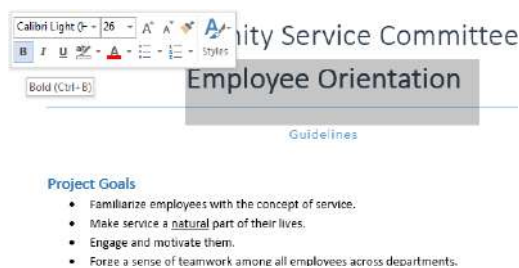 Calibri Light (F 26 A A A
ity Service Committee
B I U aby A Styles
Bold (Ctrl+B)
Employee Orientation
Guidelines
Project Goals
• Familiarize employees with the concept of service.
• Make service a natural part of their lives.
• Engage and motivate them.
• Forge a sense of teamwork among all employees across departments.